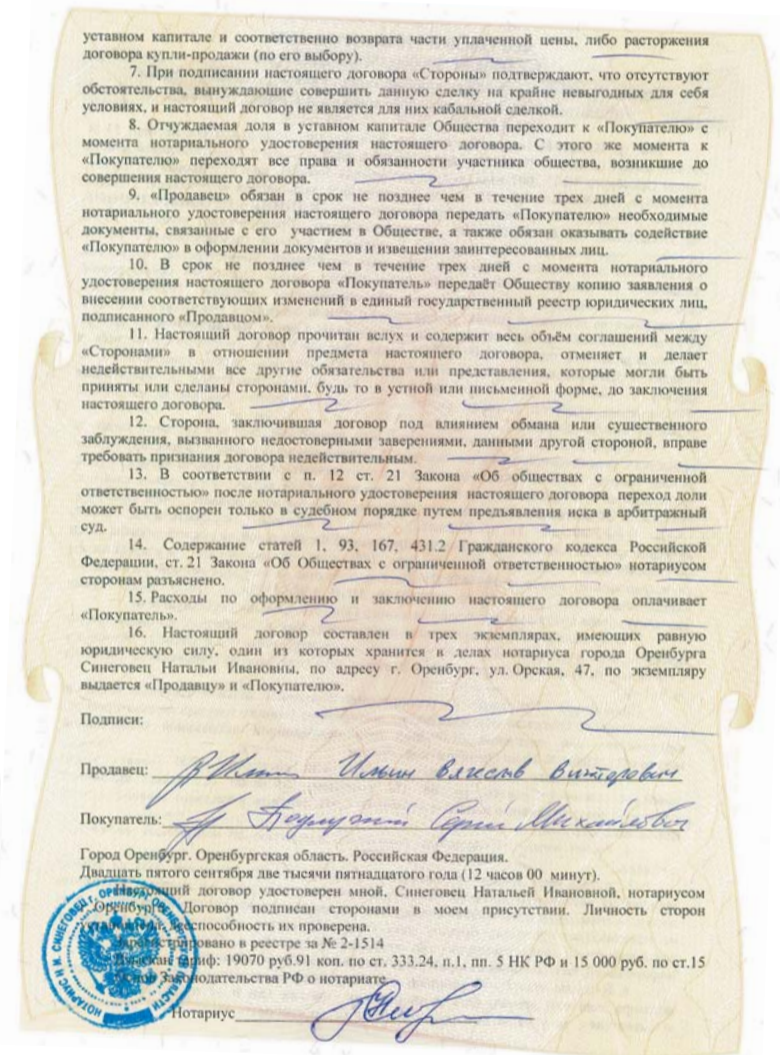 уставном капитале и соответственно возврата части уплаченной цены, либо расторжения
договора купли-продажи (по его выбору).
7. При подписании настоящего договора «Стороны» подтверждают, что отсутствуют
обстоятельства, вынуждающие совершить данную сделку на крайне невыгодных для себя
условиях, и настоящий договор не является для них кабальной сделкой.
8. Отчуждаемая доля в уставном капитале Общества переходит к «Покупателю» с
момента нотариального удостоверения настоящего договора. С этого же момента к
«Покупателю» переходят все права и обязанности участника общества, возникшие до
совершения настоящего договора.
9. «Продавец» обязан в срок не позднее чем в течение трех дней с момента
нотариального удостоверения настоящего договора передать «Покупателю» необходимые
документы, связанные с его участием в Обществе, а также обязан оказывать содействие
«Покупателю» в оформлении документов и извещении заинтересованных лиц.
10. В срок не позднее чем в течение трех дней с момента нотариального
удостоверения настоящего договора «Покупатель» передаёт Обществу копию заявления о
внесении соответствующих изменений в единый государственный реестр юридических лиц,
подписанного «Продавцом».
11. Настоящий договор прочитан вслух и содержит весь объём соглашений между
«Сторонами» в отношении предмета настоящего договора, отменяет и делает
недействительными все другие обязательства или представления, которые могли быть
приняты или сделаны сторонами, будь то в устной или письменной форме, до заключения
настоящего договора.
12. Сторона, заключившая договор под влиянием обмана или существенного
заблуждения, вызванного недостоверными заверениями, данными другой стороной, вправе
требовать признания договора недействительным.
13. В соответствии с п. 12 ст. 21 Закона «Об обществах с ограниченной
ответственностью» после нотариального удостоверения настоящего договора переход доли
может быть оспорен только в судебном порядке путем предъявления иска в арбитражный
суд.
14. Содержание статей 1, 93, 167, 431.2 Гражданского кодекса Российской
Федерации, ст. 21 Закона «Об Обществах с ограниченной ответственностью» нотариусом
сторонам разъяснено.
15. Расходы по оформлению и заключению настоящего договора оплачивает
«Покупатель».
16. Настоящий договор составлен в трех экземплярах, имеющих равную
юридическую силу, один из которых хранится в делах нотариуса города Оренбурга
Синеговец Натальи Ивановны, по адресу г. Оренбург, ул. Орская, 47, по экземпляру
выдается «Продавцу» и «Покупателю».
Подписи:
Продавец: Ильин Вячеслав Викторович
Покупатель: Сергей Михайлович
Город Оренбург. Оренбургская область. Российская Федерация.
Двадцать пятого сентября две тысячи пятнадцатого года (12 часов 00 минут).
Настоящий договор удостоверен мной, Синеговец Натальей Ивановной, нотариусом
Оренбурга. Договор подписан сторонами в моем присутствии. Личность сторон
дееспособность их проверена.
Зарегистрировано в реестре за № 2-1514
Взыскан тариф: 19070 руб.91 коп. по ст. 333.24, п.1, пп. 5 НК РФ и 15 000 руб. по ст.15
Законодательства РФ о нотариате
Нотариус
НОТАРИУС Н.И. СИНЕГОВЕЦ г. ОРЕНБУРГ